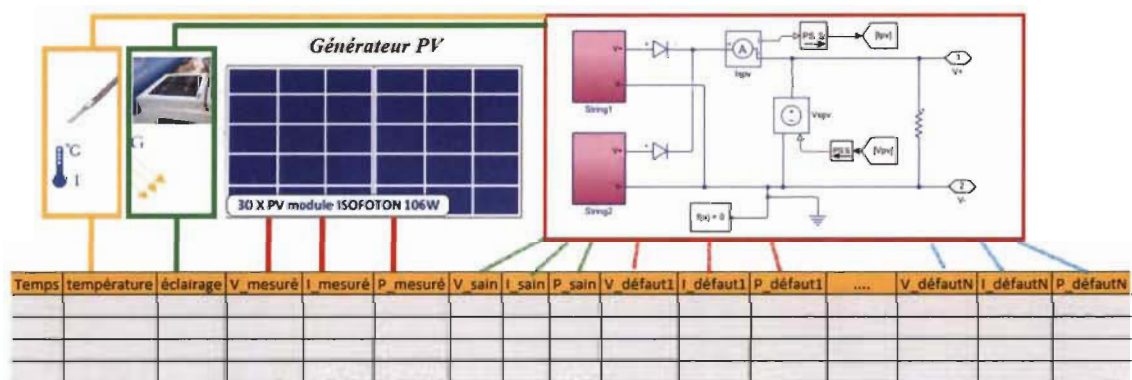 Générateur PV
°C
G
30 X PV module ISOFOTON 106W
String1
V+
String2
V+
A
Ispv
PS S
[Ipv]
1
V+
Vspv
PS S
[Vpv]
2
V-
f(x) = 0
Temps température éclairage V_mesuré I_mesuré P_mesuré V_sain I_sain P_sain V_défaut1 I_défaut1 P_défaut1 .... V_défautN I_défautN P_défautN